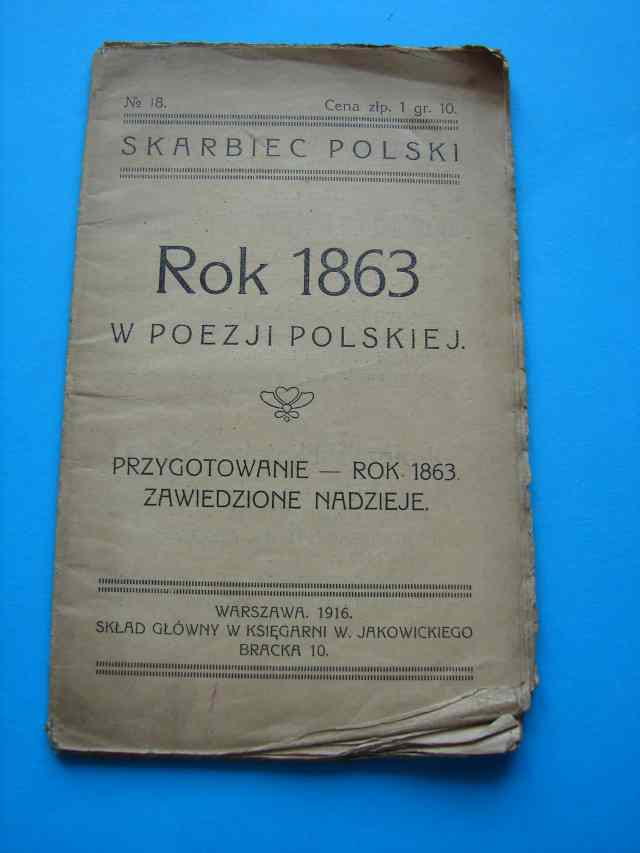 № 18. Cena złp. 1 gr. 10.
SKARBIEC POLSKI
Rok 1863
W POEZJI POLSKIEJ.
PRZYGOTOWANIE — ROK 1863.
ZAWIEDZIONE NADZIEJE.
WARSZAWA. 1916.
SKŁAD GŁÓWNY W KSIĘGARNI W. JAKOWICKIEGO
BRACKA 10.